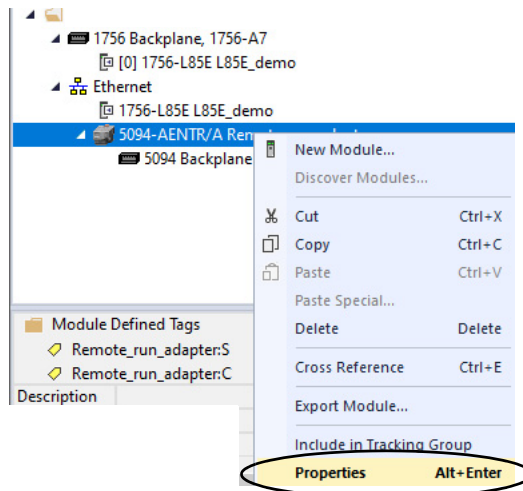 1756 Backplane, 1756-A7
[0] 1756-L85E L85E_demo
Ethernet
1756-L85E L85E_demo
5094-AENTR/A
5094 Backplane
New Module...
Discover Modules...
Cut Ctrl+X
Copy Ctrl+C
Paste Ctrl+V
Paste Special...
Delete Delete
Cross Reference Ctrl+E
Export Module...
Include in Tracking Group
Properties Alt+Enter
Module Defined Tags
Remote_run_adapter:S
Remote_run_adapter:C
Description